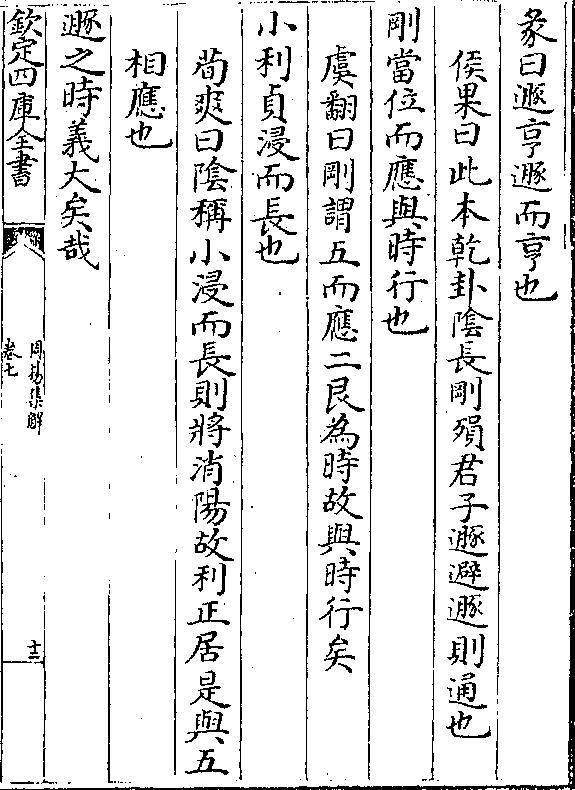 彖曰遯亨遯而亨也
侯果曰此本乾卦陰長剛殞君子遯避遯則通也
剛當位而應與時行也
虞翻曰剛謂五而應二艮為時故與時行矣
小利貞浸而長也
荀爽曰陰稱小浸而長則將消陽故利正居是與五
相應也
遯之時義大矣哉
欽定四庫全書
周易集解
卷七
十二